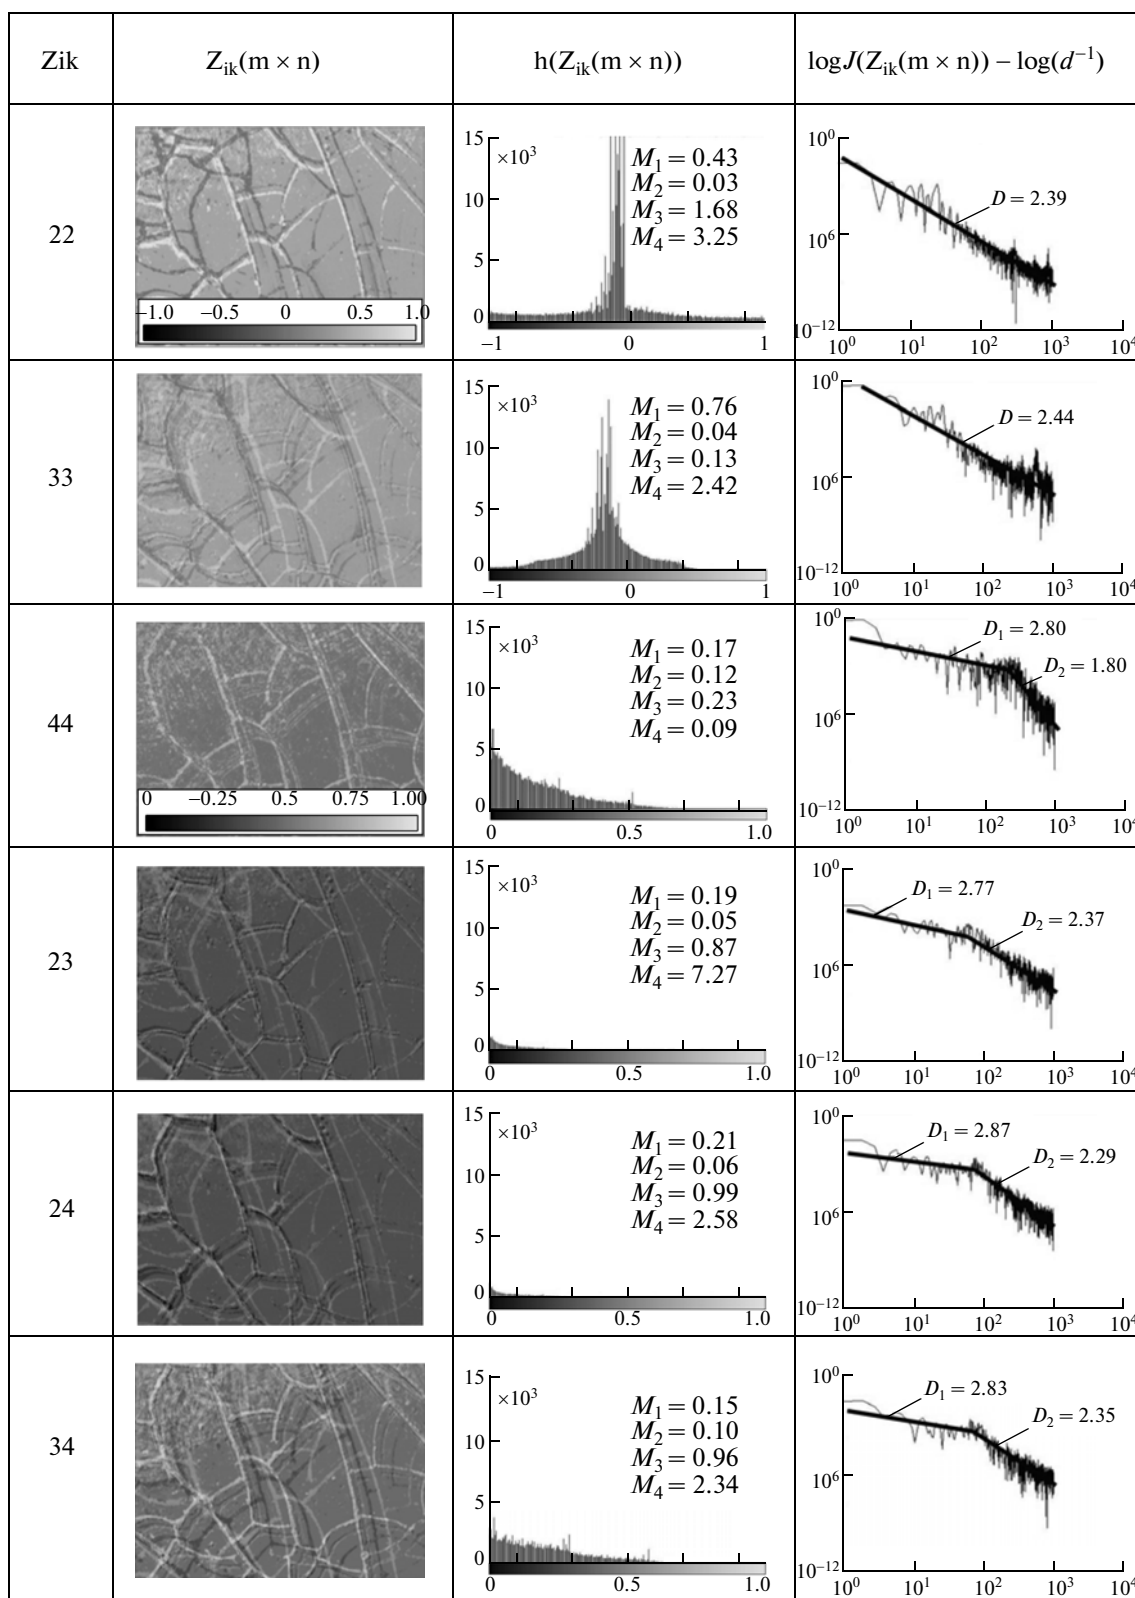 Zik Z_ik(m × n) h(Z_ik(m × n)) logJ(Z_ik(m × n)) – log(d^–1)
22
–1.0 –0.5 0 0.5 1.0
15
×10^3
10
5
0
–1 0 1
M_1 = 0.43
M_2 = 0.03
M_3 = 1.68
M_4 = 3.25
10^0
10^6
10^–12
10^0 10^1 10^2 10^3 10^4
D = 2.39
33
15
×10^3
10
5
0
–1 0 1
M_1 = 0.76
M_2 = 0.04
M_3 = 0.13
M_4 = 2.42
10^0
10^6
10^–12
10^0 10^1 10^2 10^3 10^4
D = 2.44
44
0 –0.25 0.5 0.75 1.00
15
×10^3
10
5
0
0 0.5 1.0
M_1 = 0.17
M_2 = 0.12
M_3 = 0.23
M_4 = 0.09
10^0
10^6
10^–12
10^0 10^1 10^2 10^3 10^4
D_1 = 2.80
D_2 = 1.80
23
15
×10^3
10
5
0
0 0.5 1.0
M_1 = 0.19
M_2 = 0.05
M_3 = 0.87
M_4 = 7.27
10^0
10^6
10^–12
10^0 10^1 10^2 10^3 10^4
D_1 = 2.77
D_2 = 2.37
24
15
×10^3
10
5
0
0 0.5 1.0
M_1 = 0.21
M_2 = 0.06
M_3 = 0.99
M_4 = 2.58
10^0
10^6
10^–12
10^0 10^1 10^2 10^3 10^4
D_1 = 2.87
D_2 = 2.29
34
15
×10^3
10
5
0
0 0.5 1.0
M_1 = 0.15
M_2 = 0.10
M_3 = 0.96
M_4 = 2.34
10^0
10^6
10^–12
10^0 10^1 10^2 10^3 10^4
D_1 = 2.83
D_2 = 2.35